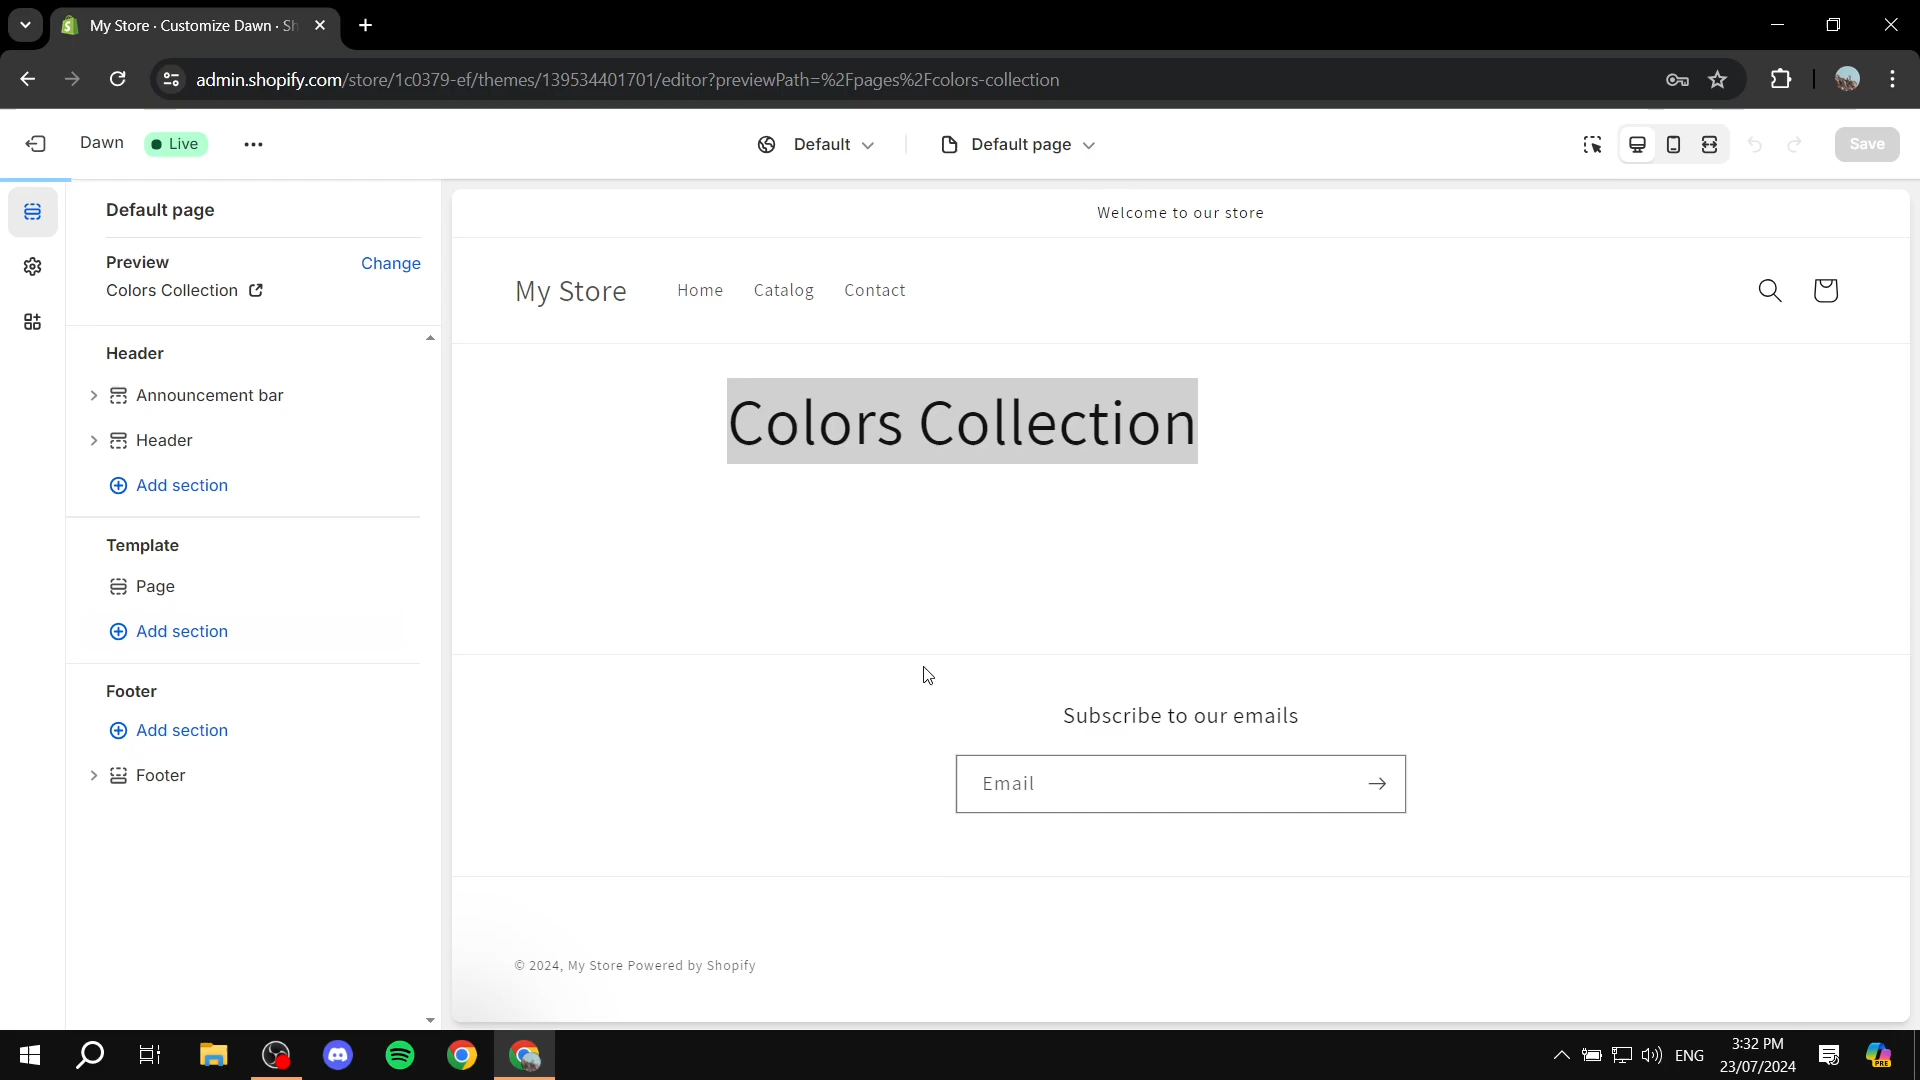 My Store · Customize Dawn · Sh
admin.shopify.com/store/1c0379-ef/themes/139534401701/editor?previewPath=%2Fpages%2Fcolors-collection
Dawn
Live
Default
Default page
Save
Default page
Preview
Change
Colors Collection
Header
Announcement bar
Header
Add section
Template
Page
Add section
Footer
Add section
Footer
Welcome to our store
My Store
Home
Catalog
Contact
Colors Collection
Subscribe to our emails
Email
© 2024, My Store Powered by Shopify
ENG
3:32 PM
23/07/2024
PRE